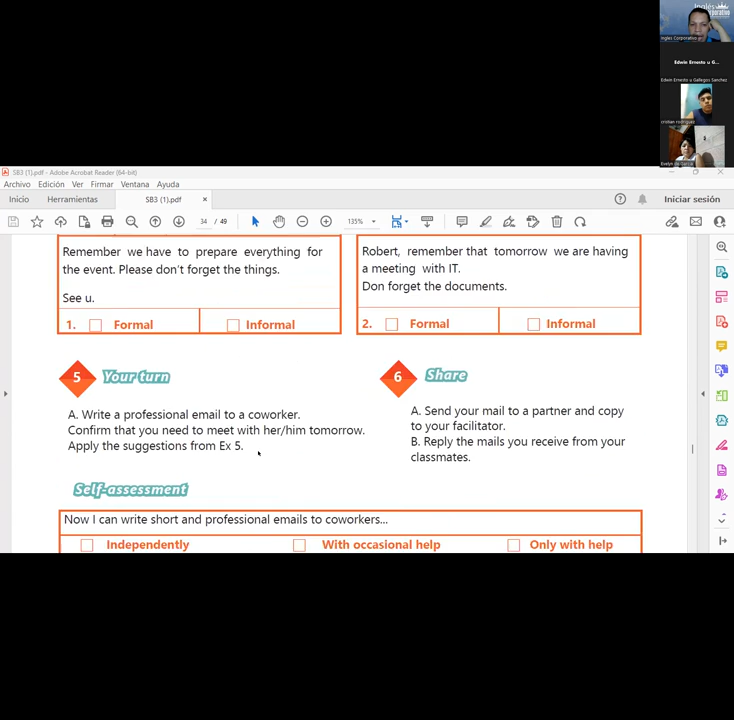 Inglés
Corporativo
Ingles Corporativo
Edwin Ernesto u G...
Edwin Ernesto u Gallegos Sanchez
cristian rodriguez
SB3 (1).pdf - Adobe Acrobat Reader (64-bit)
Archivo Edición Ver Firmar Ventana Ayuda
Inicio Herramientas SB3 (1).pdf × Iniciar sesión
34 / 49 135%
Remember we have to prepare everything for
the event. Please don't forget the things.
See u.
1. Formal Informal
Robert, remember that tomorrow we are having
a meeting with IT.
Don forget the documents.
2. Formal Informal
5 Your turn
A. Write a professional email to a coworker.
Confirm that you need to meet with her/him tomorrow.
Apply the suggestions from Ex 5.
6 Share
A. Send your mail to a partner and copy
to your facilitator.
B. Reply the mails you receive from your
classmates.
Self-assessment
Now I can write short and professional emails to coworkers...
Independently With occasional help Only with help